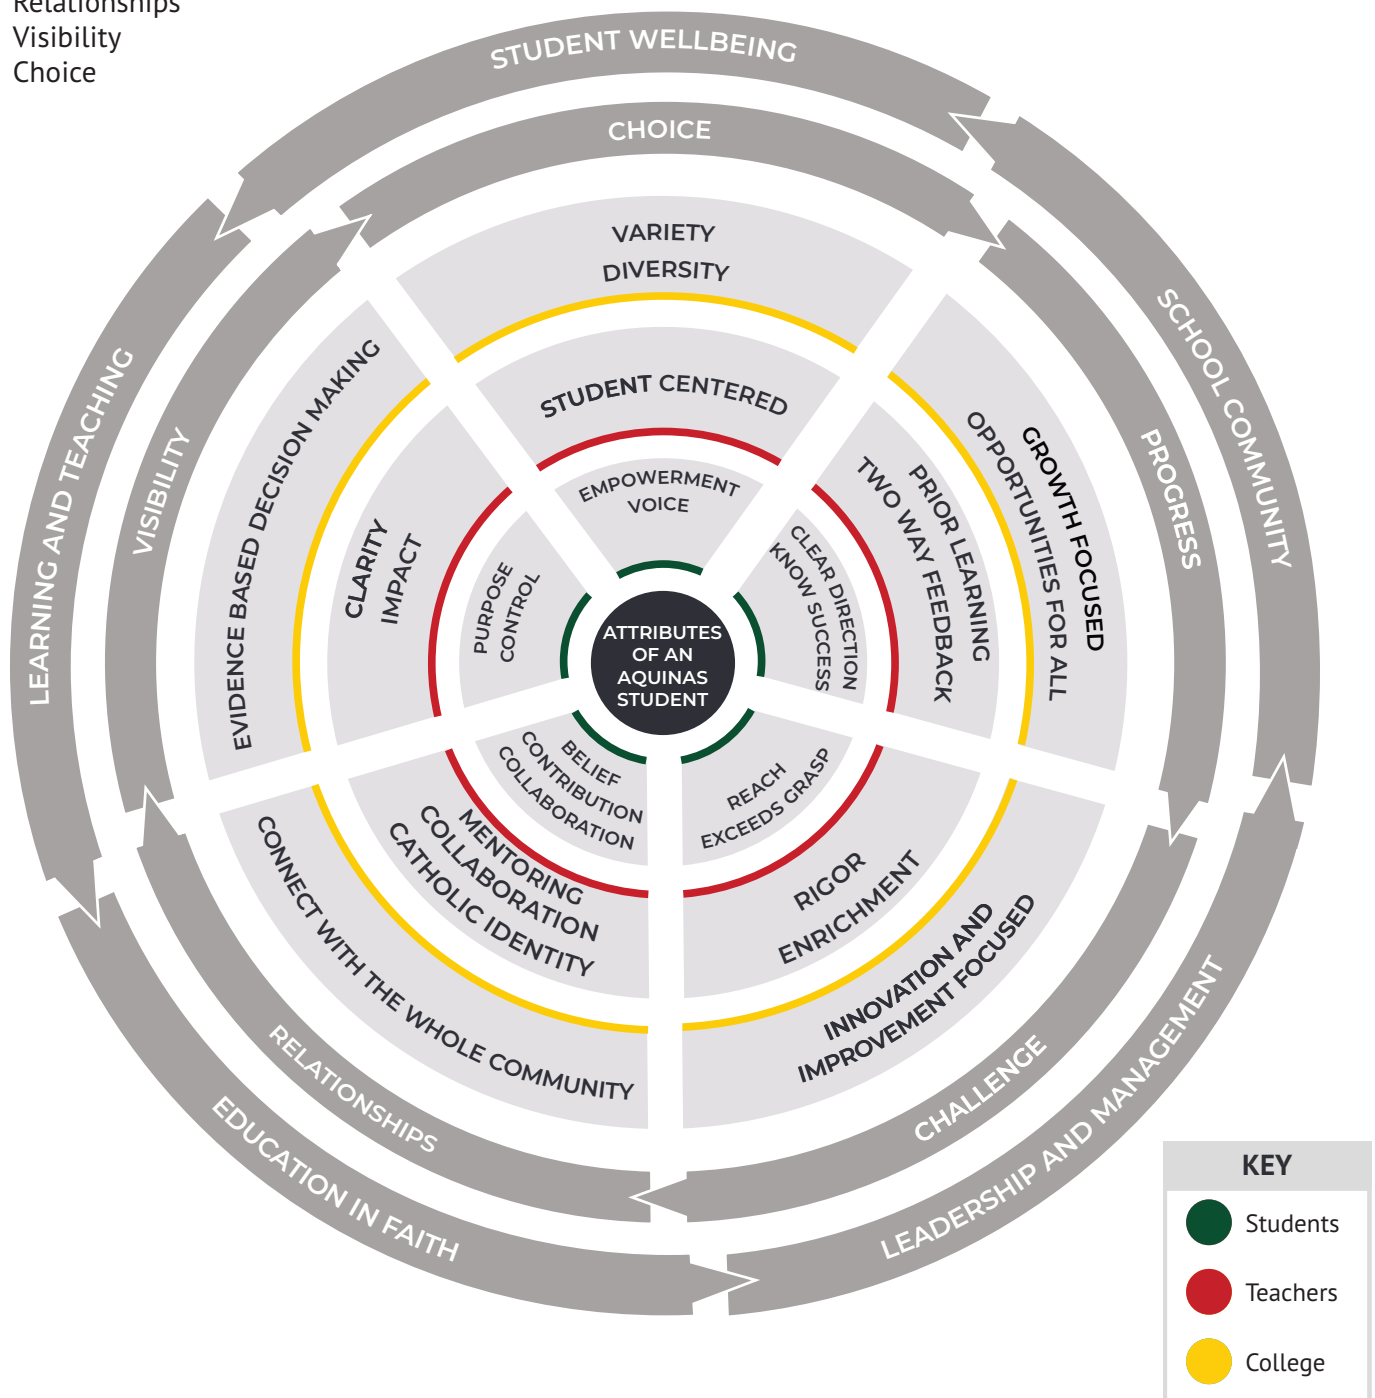 Relationships
Visibility
Choice
STUDENT WELLBEING
SCHOOL COMMUNITY
LEADERSHIP AND MANAGEMENT
EDUCATION IN FAITH
LEARNING AND TEACHING
CHOICE
PROGRESS
CHALLENGE
RELATIONSHIPS
VISIBILITY
VARIETY
DIVERSITY
STUDENT CENTERED
EMPOWERMENT
VOICE
GROWTH FOCUSED
OPPORTUNITIES FOR ALL
PRIOR LEARNING
TWO WAY FEEDBACK
CLEAR DIRECTION
KNOW SUCCESS
REACH
EXCEEDS GRASP
RIGOR
ENRICHMENT
INNOVATION AND
IMPROVEMENT FOCUSED
BELIEF
CONTRIBUTION
COLLABORATION
MENTORING
COLLABORATION
CATHOLIC IDENTITY
CONNECT WITH THE WHOLE COMMUNITY
EVIDENCE BASED DECISION MAKING
CLARITY
IMPACT
PURPOSE
CONTROL
ATTRIBUTES
OF AN
AQUINAS
STUDENT
KEY
Students
Teachers
College